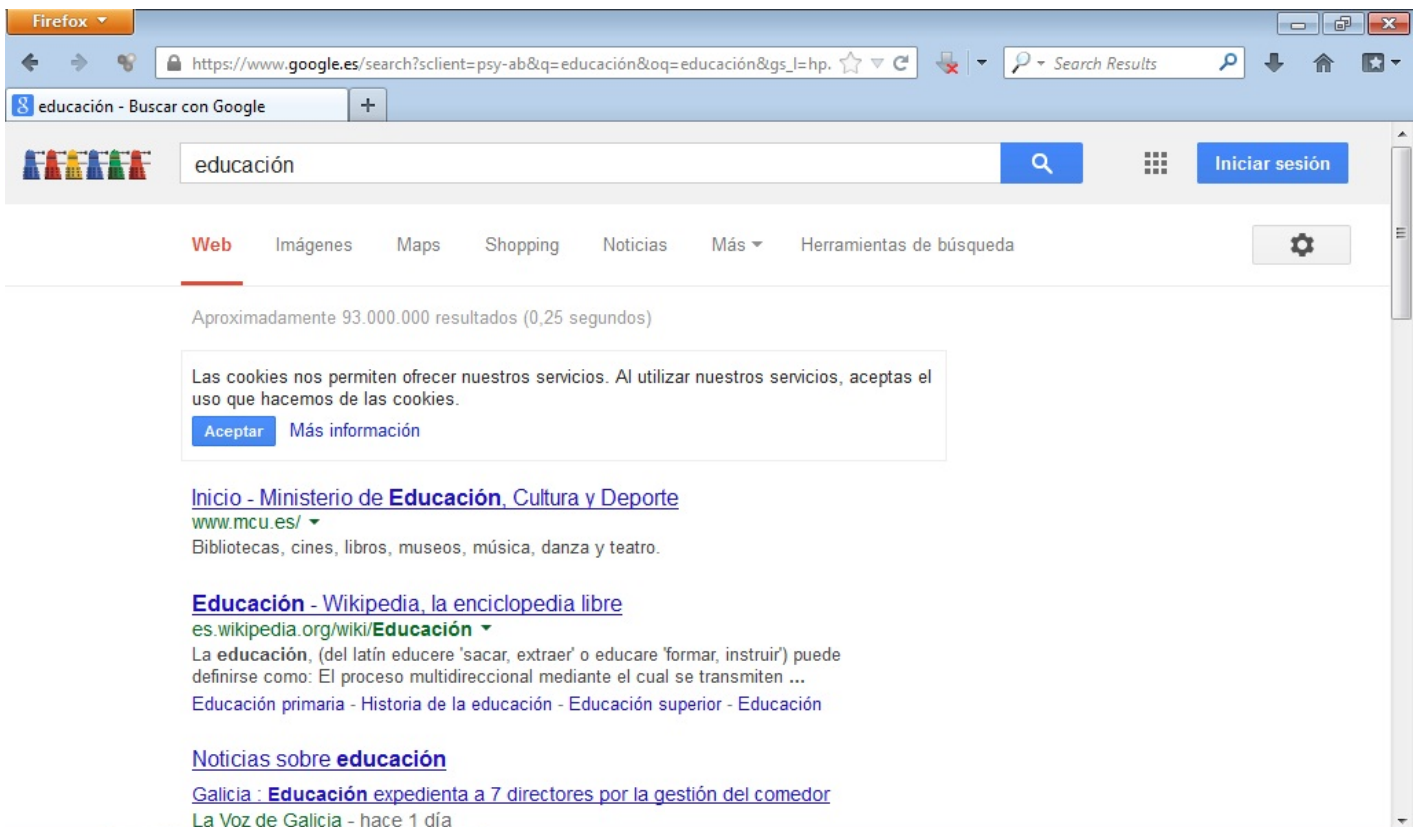 Firefox
https://www.google.es/search?sclient=psy-ab&q=educación&oq=educación&gs_l=hp.
Search Results
8 educación - Buscar con Google
+
educación
Iniciar sesión
Web Imágenes Maps Shopping Noticias Más Herramientas de búsqueda
Aproximadamente 93.000.000 resultados (0,25 segundos)
Las cookies nos permiten ofrecer nuestros servicios. Al utilizar nuestros servicios, aceptas el
uso que hacemos de las cookies.
Aceptar Más información
Inicio - Ministerio de Educación, Cultura y Deporte
www.mcu.es/
Bibliotecas, cines, libros, museos, música, danza y teatro.
Educación - Wikipedia, la enciclopedia libre
es.wikipedia.org/wiki/Educación
La educación, (del latín educere 'sacar, extraer' o educare 'formar, instruir') puede
definirse como: El proceso multidireccional mediante el cual se transmiten ...
Educación primaria - Historia de la educación - Educación superior - Educación
Noticias sobre educación
Galicia : Educación expedienta a 7 directores por la gestión del comedor
La Voz de Galicia - hace 1 día